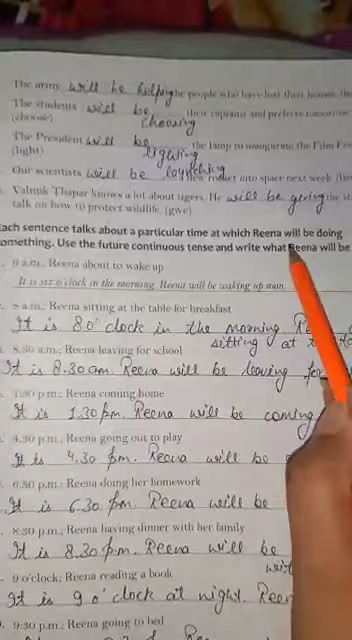 The army will be helping the people who have lost their homes.
The students will be choosing their captains and prefects tomorrow.
(choose)
The President will be lighting the lamp to inaugurate the Film Fe
(light)
Our scientists will be lounching a new rocket into space next week.
Valmik Thapar knows a lot about tigers. He will be giving the
talk on how to protect wildlife. (give)
Each sentence talks about a particular time at which Reena will be doing
something. Use the future continuous tense and write what Reena will be
6 a.m.: Reena about to wake up
It is six o'clock in the morning. Reena will be waking up soon.
8 a.m.: Reena sitting at the table for breakfast
It is 8 o'clock in the morning
sitting at
8.30 a.m.: Reena leaving for school
It is 8.30 am. Reena will be leaving for
1.30 p.m.: Reena coming home
It is 1.30 pm. Reena will be coming
4.30 p.m.: Reena going out to play
It is 4.30 pm. Reena will be
6.30 p.m.: Reena doing her homework
It is 6.30 pm. Reena will be
8.30 p.m.: Reena having dinner with her family
It is 8.30 pm. Reena will be
9 o'clock: Reena reading a book
It is 9 o'clock at night. Reen
9:30 p.m.: Reena going to bed